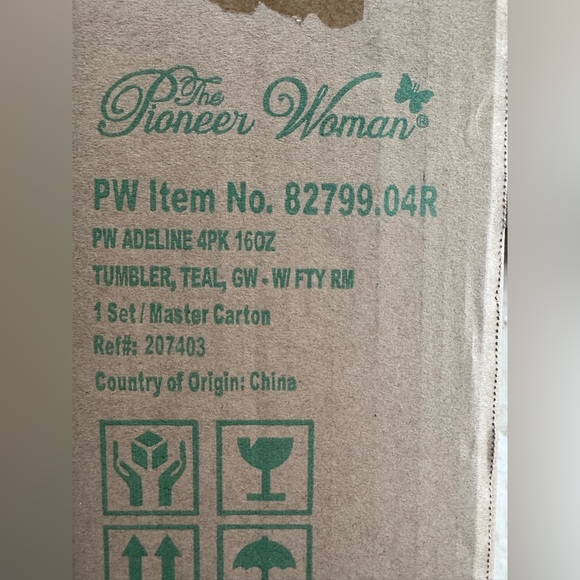 The
Pioneer Woman®
PW Item No. 82799.04R
PW ADELINE 4PK 16OZ
TUMBLER, TEAL, GW - W/ FTY RM
1 Set / Master Carton
Ref#: 207403
Country of Origin: China